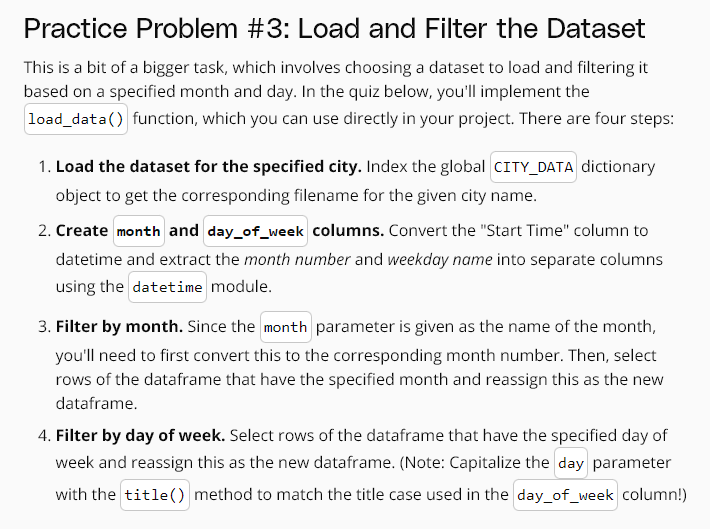 Practice Problem #3: Load and Filter the Dataset
This is a bit of a bigger task, which involves choosing a dataset to load and filtering it
based on a specified month and day. In the quiz below, you'll implement the
load_data() function, which you can use directly in your project. There are four steps:
1. Load the dataset for the specified city. Index the global CITY_DATA dictionary
object to get the corresponding filename for the given city name.
2. Create month and day_of_week columns. Convert the "Start Time" column to
datetime and extract the month number and weekday name into separate columns
using the datetime module.
3. Filter by month. Since the month parameter is given as the name of the month,
you'll need to first convert this to the corresponding month number. Then, select
rows of the dataframe that have the specified month and reassign this as the new
dataframe.
4. Filter by day of week. Select rows of the dataframe that have the specified day of
week and reassign this as the new dataframe. (Note: Capitalize the day parameter
with the title() method to match the title case used in the day_of_week column!)